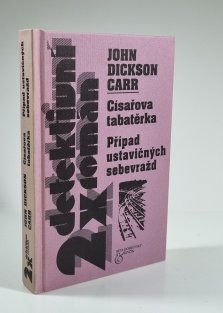 2x detektivní román
JOHN
DICKSON
CARR
Císařova
tabatěrka
Případ
ustavičných
sebevražd
2x
JOHN DICKSON CARR
Císařova
tabatěrka
Případ ustavičných
sebevražd